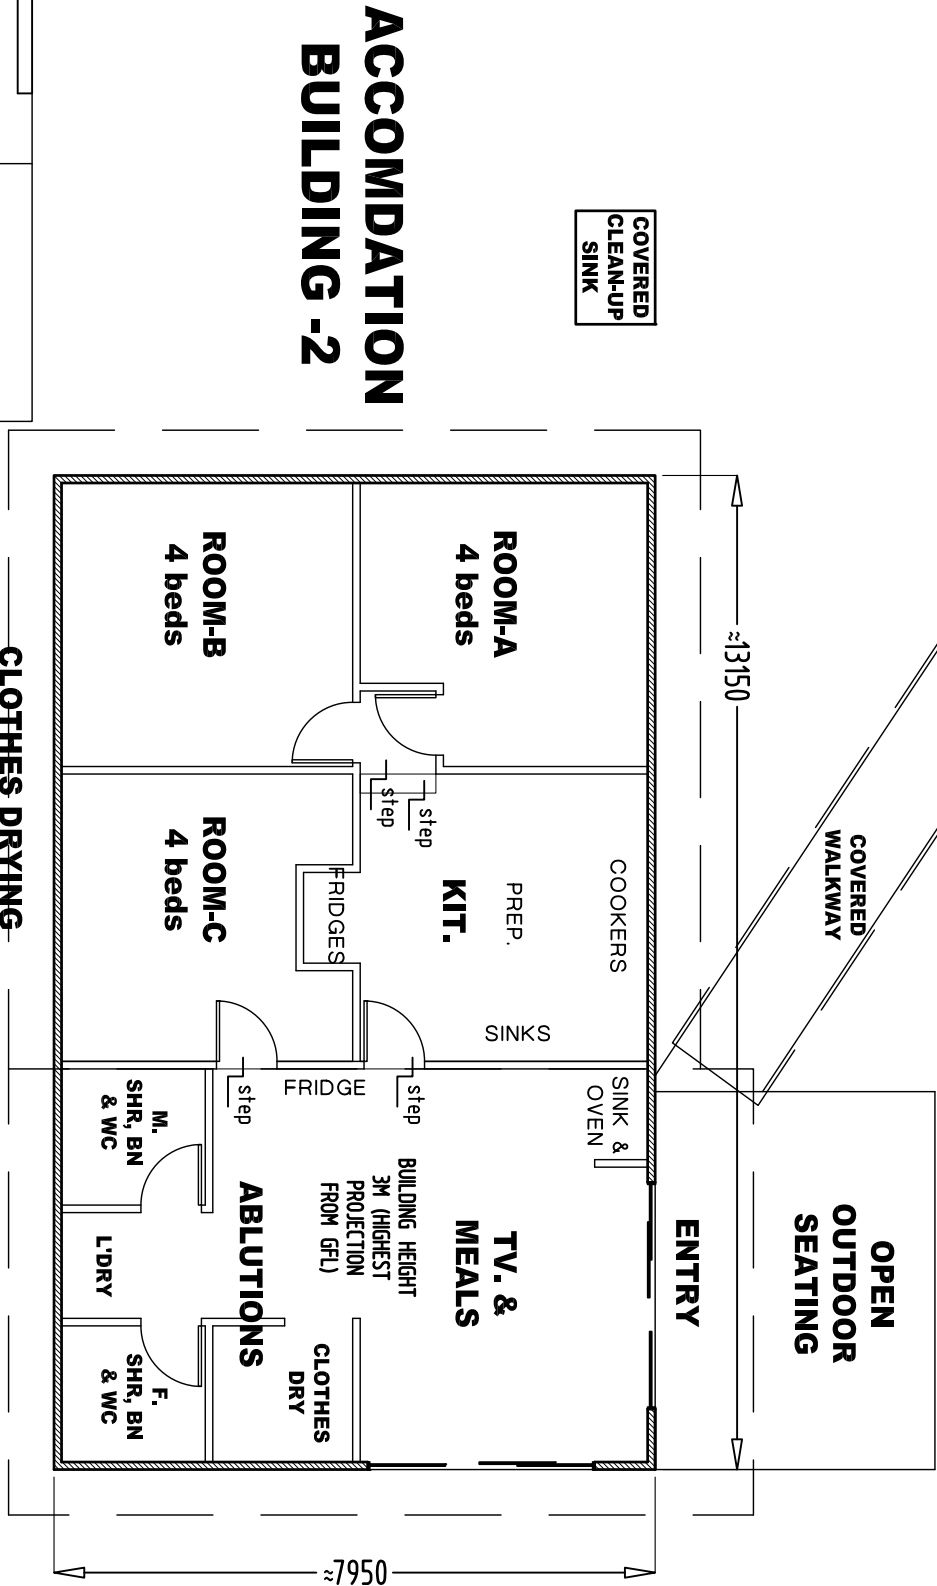 ACCOMDATION
BUILDING -2
COVERED
CLEAN-UP
SINK
≈13150
COVERED
WALKWAY
ROOM-A
4 beds
ROOM-B
4 beds
ROOM-C
4 beds
step
step
COOKERS
PREP.
KIT.
FRIDGES
SINKS
SINK &
OVEN
FRIDGE
step
step
CLOTHES DRYING
M.
SHR, BN
& WC
L'DRY
F.
SHR, BN
& WC
ABLUTIONS
BUILDING HEIGHT
3M (HIGHEST
PROJECTION
FROM GFL)
TV. &
MEALS
CLOTHES
DRY
ENTRY
OPEN
OUTDOOR
SEATING
≈7950